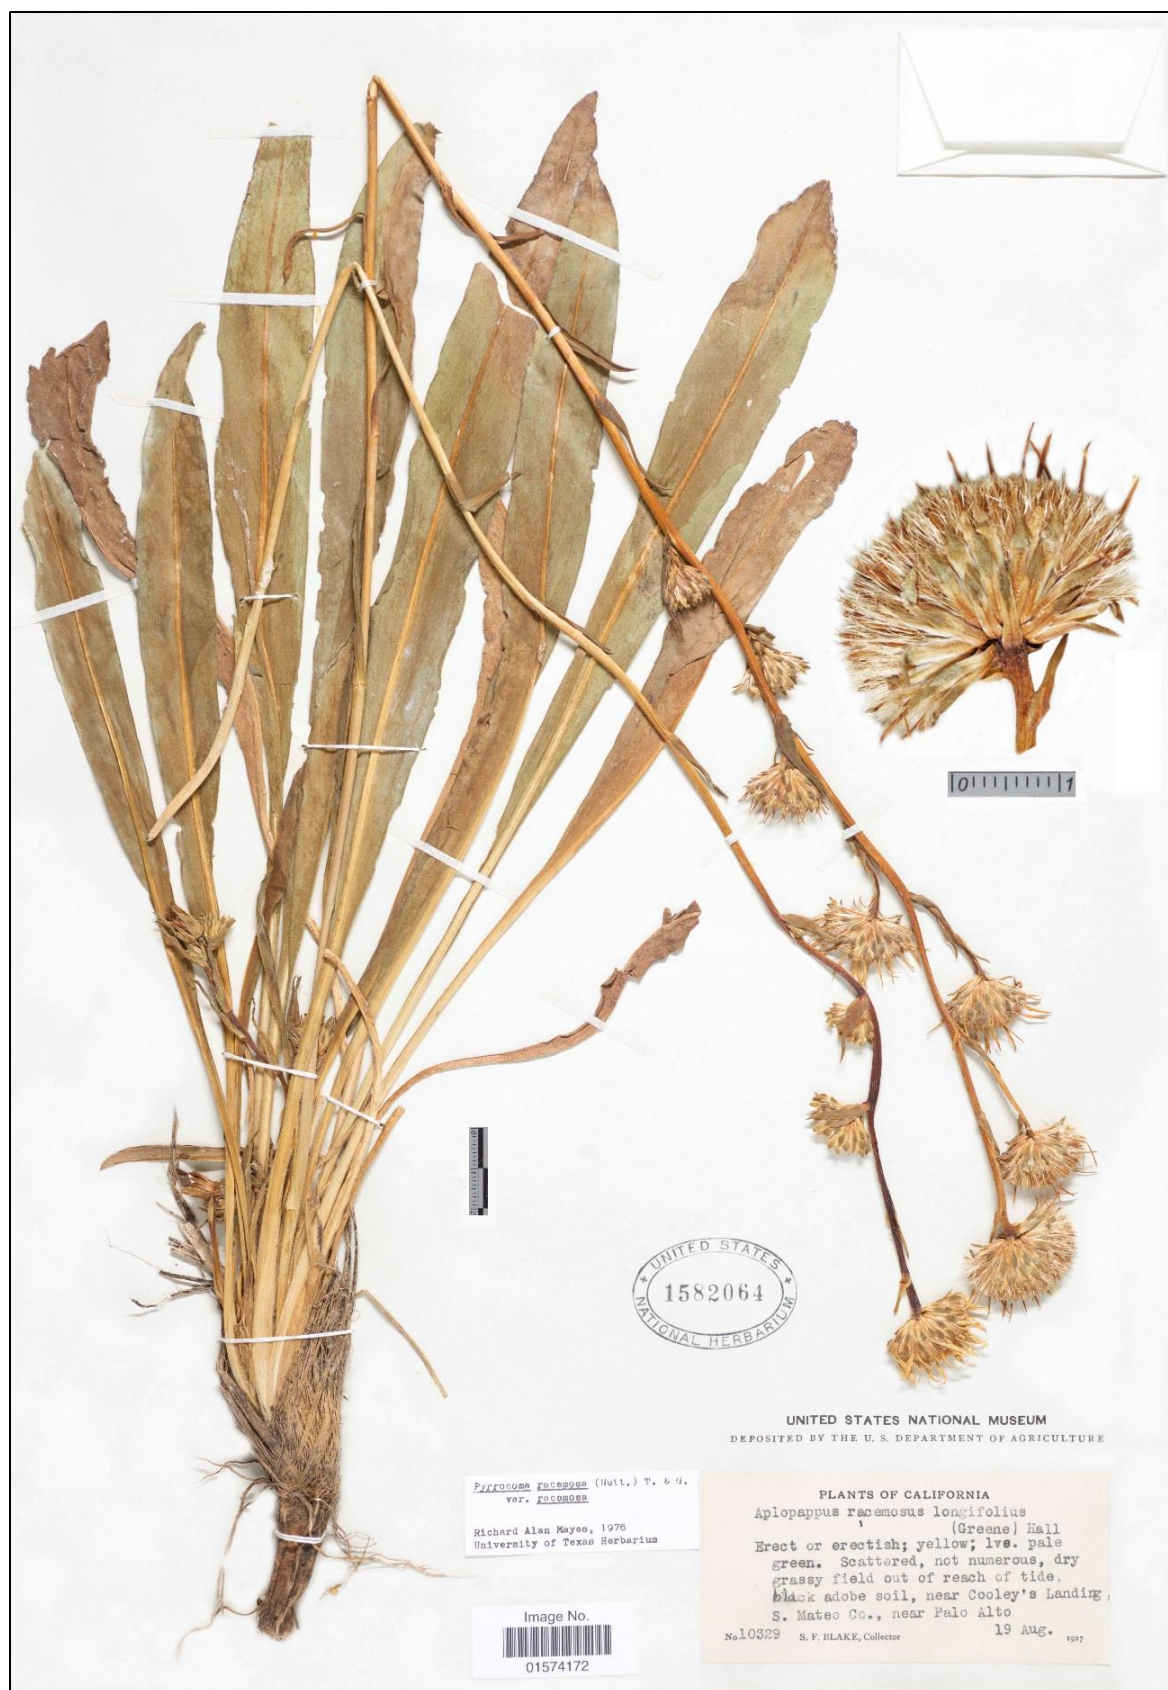 0 1
UNITED STATES
1582064
NATIONAL HERBARIUM
UNITED STATES NATIONAL MUSEUM
DEPOSITED BY THE U. S. DEPARTMENT OF AGRICULTURE
Pyrrocoma racemosa (Nutt.) T. & G.
var. racemosa
Richard Alan Mayes, 1976
University of Texas Herbarium
PLANTS OF CALIFORNIA
Aplopappus racemosus longifolius
(Greene) Hall
Erect or erectish; yellow; lvs. pale
green. Scattered, not numerous, dry
grassy field out of reach of tide,
black adobe soil, near Cooley's Landing,
S. Mateo Co., near Palo Alto
No. 10329 S. F. BLAKE, Collector 19 Aug. 1927
Image No.
01574172